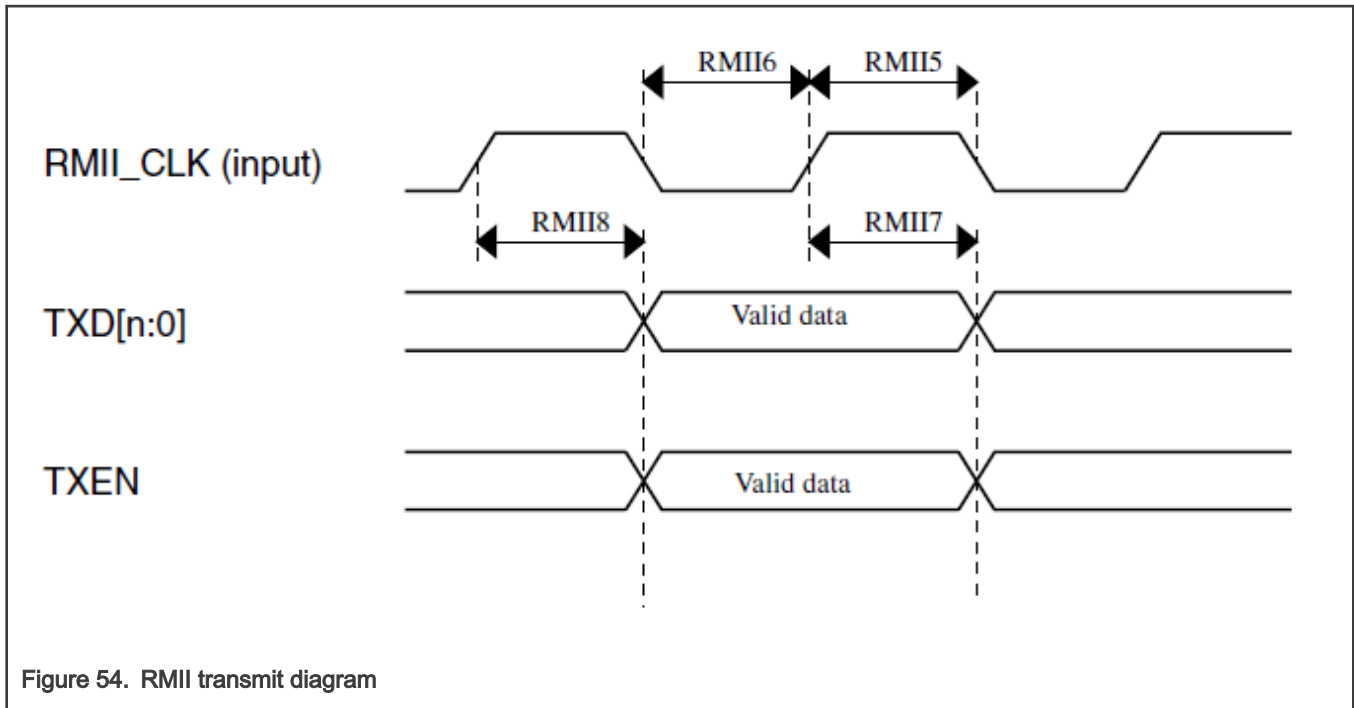 RMII6 RMII5
RMII_CLK (input)
RMII8 RMII7
TXD[n:0] Valid data
TXEN Valid data
Figure 54. RMII transmit diagram